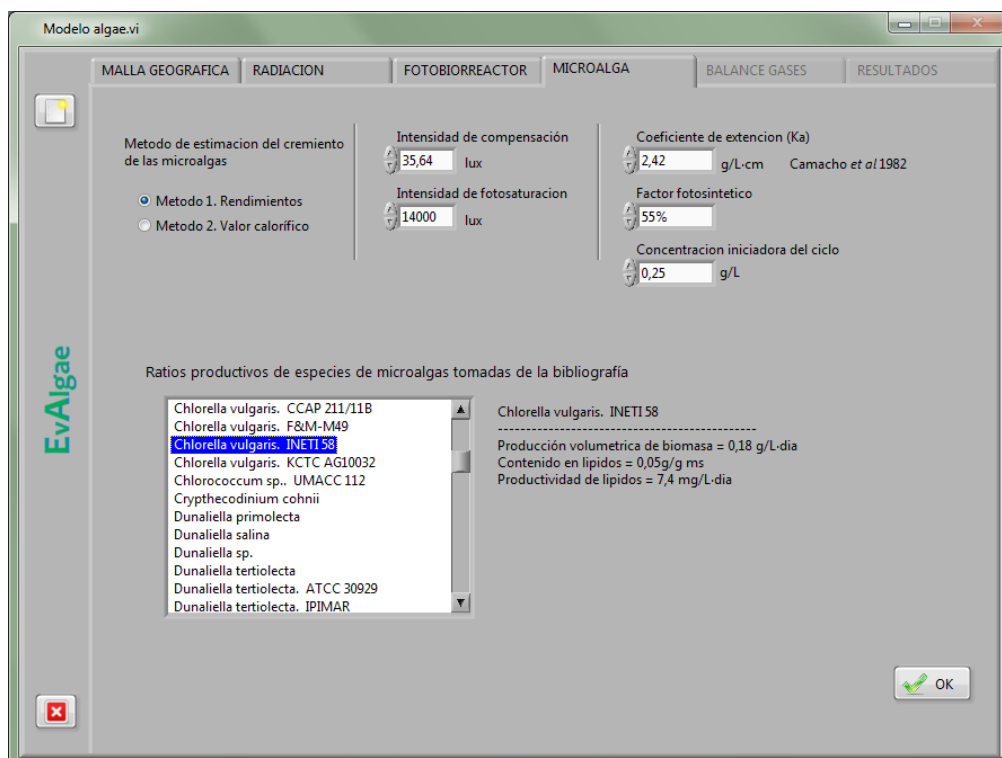 Modelo algae.vi
MALLA GEOGRAFICA
RADIACION
FOTOBIORREACTOR
MICROALGA
BALANCE GASES
RESULTADOS
Metodo de estimacion del cremiento
de las microalgas
Metodo 1. Rendimientos
Metodo 2. Valor calorífico
Intensidad de compensación
35,64 lux
Intensidad de fotosaturacion
14000 lux
Coeficiente de extencion (Ka)
2,42 g/L·cm Camacho et al 1982
Factor fotosintetico
55%
Concentracion iniciadora del ciclo
0,25 g/L
EvAlgae
Ratios productivos de especies de microalgas tomadas de la bibliografía
Chlorella vulgaris. CCAP 211/11B
Chlorella vulgaris. F&M-M49
Chlorella vulgaris. INETI 58
Chlorella vulgaris. KCTC AG10032
Chlorococcum sp.. UMACC 112
Crypthecodinium cohnii
Dunaliella primolecta
Dunaliella salina
Dunaliella sp.
Dunaliella tertiolecta
Dunaliella tertiolecta. ATCC 30929
Dunaliella tertiolecta. IPIMAR
Chlorella vulgaris. INETI 58
----------------------------------------------
Producción volumetrica de biomasa = 0,18 g/L·dia
Contenido en lipidos = 0,05g/g ms
Productividad de lipidos = 7,4 mg/L·dia
OK